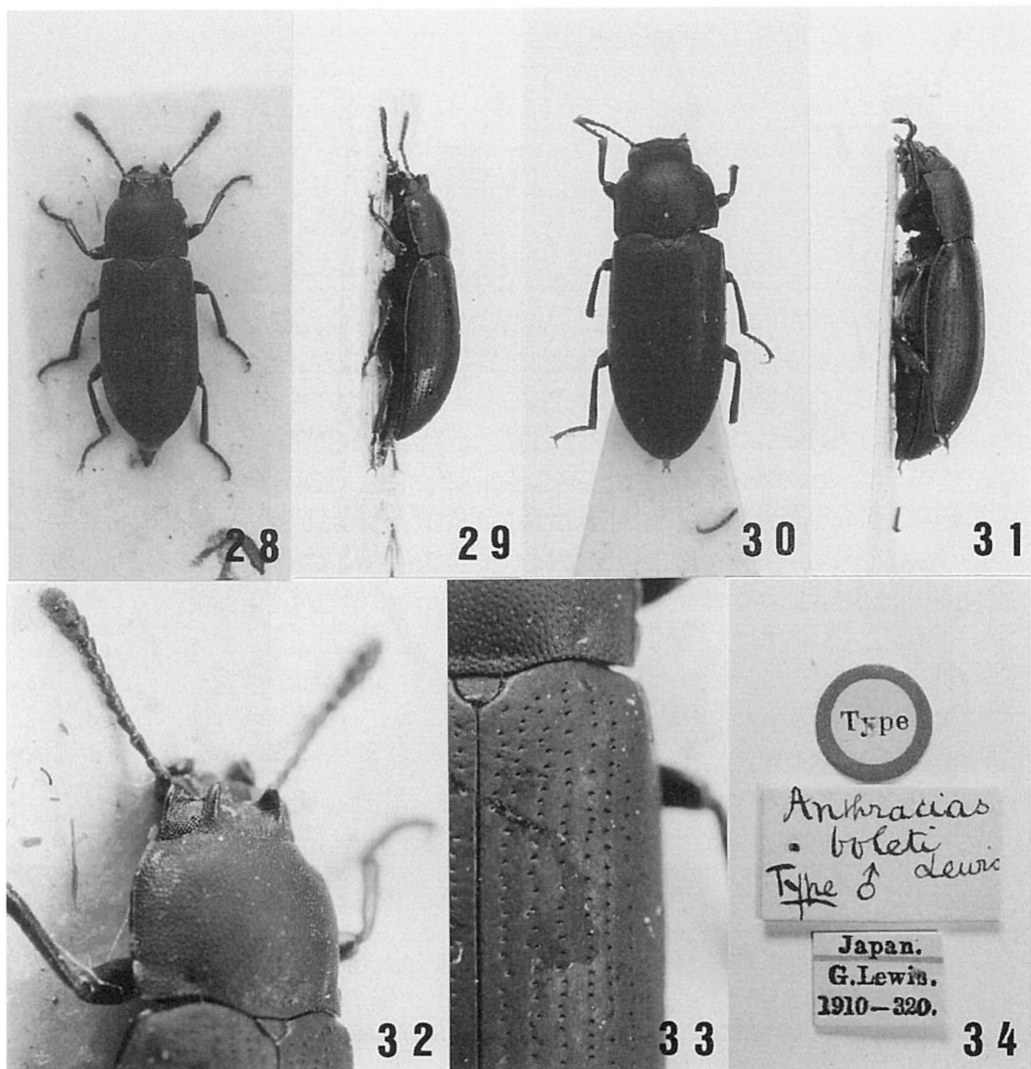 28
29
30
31
32
33
34
Type
Anthracias
boleti
Lewis
Type ♂
Japan.
G.Lewis.
1910–320.